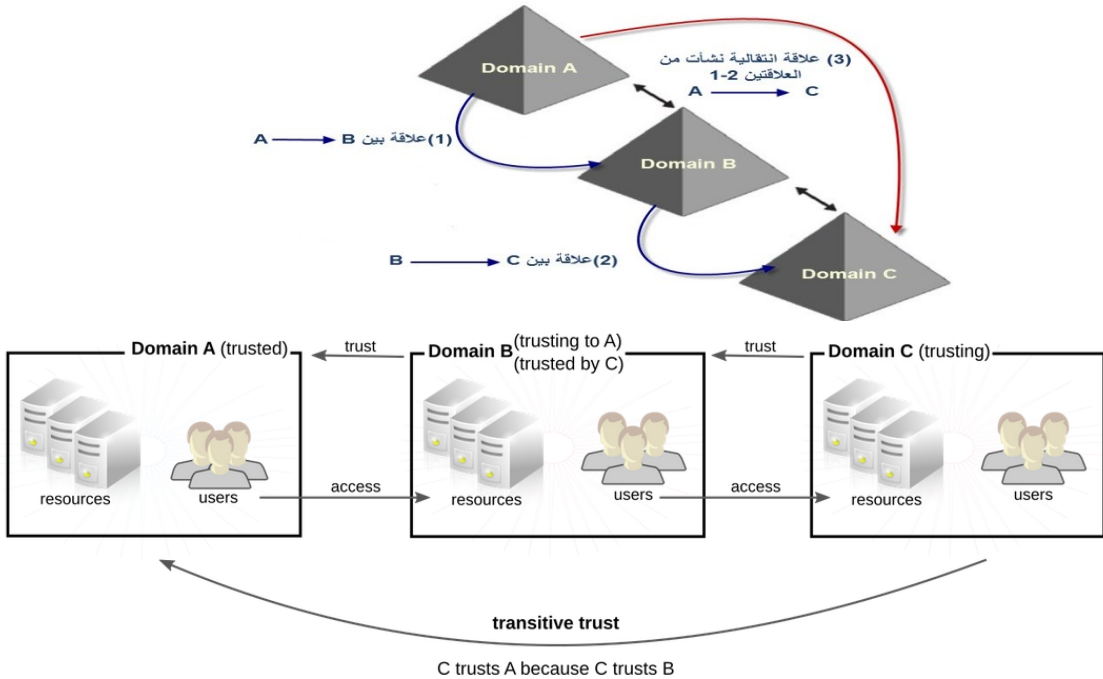 Domain A
(3) علاقة انتقالية نشأت من
العلاقتين 2-1
A C
A B علاقة بين(1)
Domain B
B C علاقة بين(2)
Domain C
Domain A (trusted)
trust
Domain B (trusting to A)
(trusted by C)
trust
Domain C (trusting)
resources
users
access
resources
users
access
resources
users
transitive trust
C trusts A because C trusts B